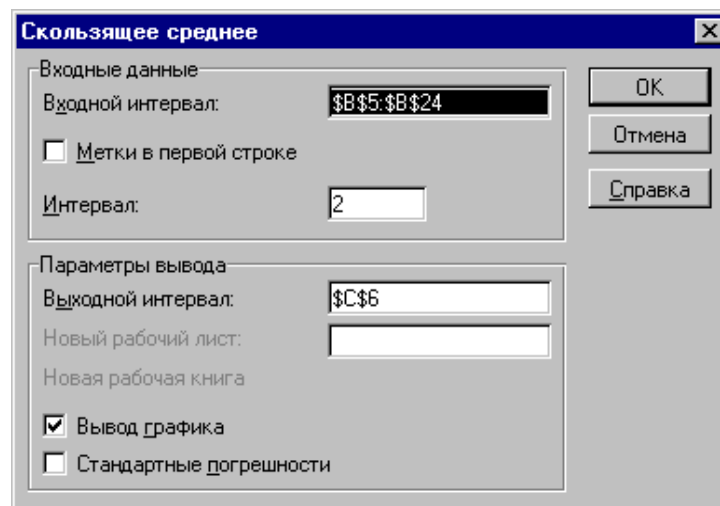 Скользящее среднее
Входные данные
Входной интервал: $B$5:$B$24
Метки в первой строке
Интервал: 2
OK
Отмена
Справка
Параметры вывода
Выходной интервал: $C$6
Новый рабочий лист:
Новая рабочая книга
Вывод графика
Стандартные погрешности